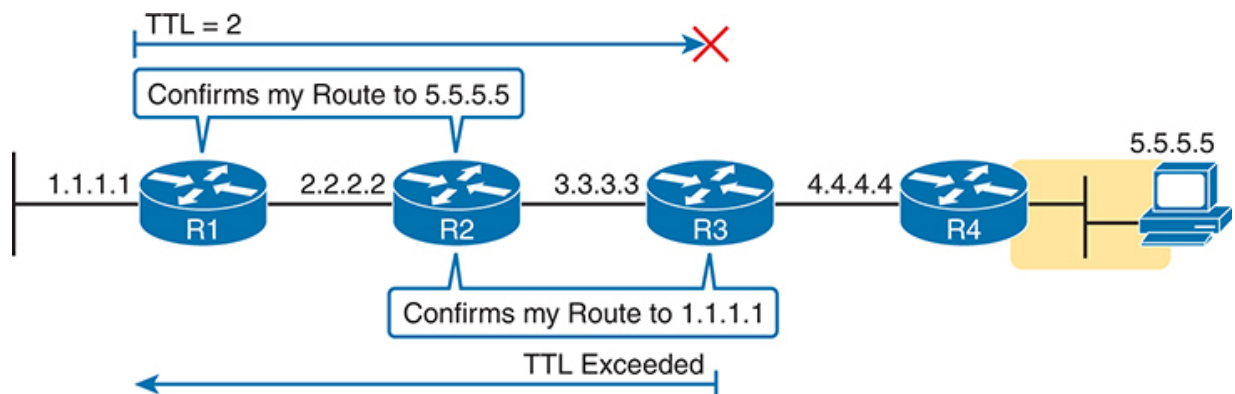 TTL = 2
Confirms my Route to 5.5.5.5
5.5.5.5
1.1.1.1
2.2.2.2
3.3.3.3
4.4.4.4
R1
R2
R3
R4
Confirms my Route to 1.1.1.1
TTL Exceeded